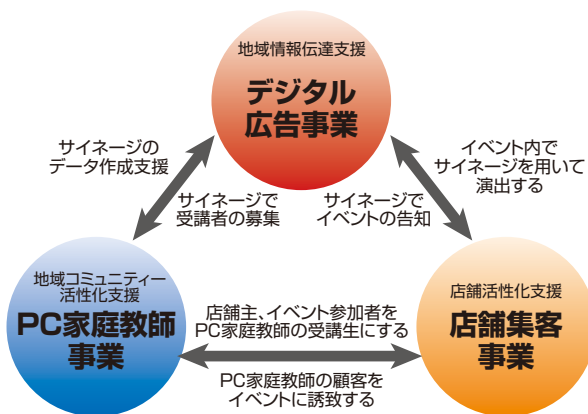 地域情報伝達支援
デジタル
広告事業
サイネージの
データ作成支援
イベント内で
サイネージを用いて
演出する
サイネージで
受講者の募集
サイネージで
イベントの告知
地域コミュニティー
活性化支援
PC家庭教師
事業
店舗主、イベント参加者を
PC家庭教師の受講生にする
PC家庭教師の顧客を
イベントに誘致する
店舗活性化支援
店舗集客
事業